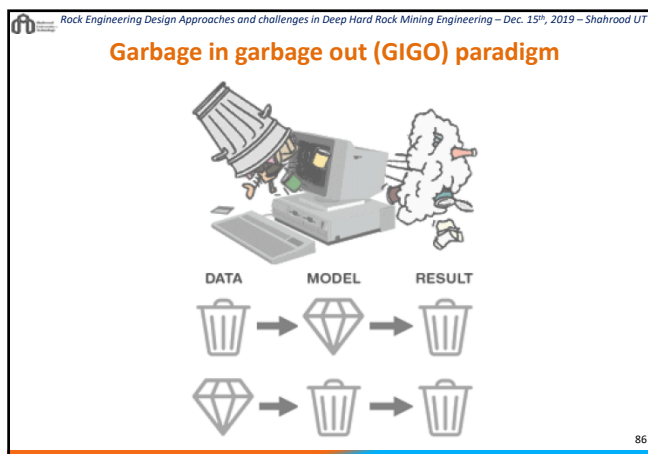 Rock Engineering Design Approaches and challenges in Deep Hard Rock Mining Engineering – Dec. 15th, 2019 – Shahrood UT
Garbage in garbage out (GIGO) paradigm
DATA MODEL RESULT
86